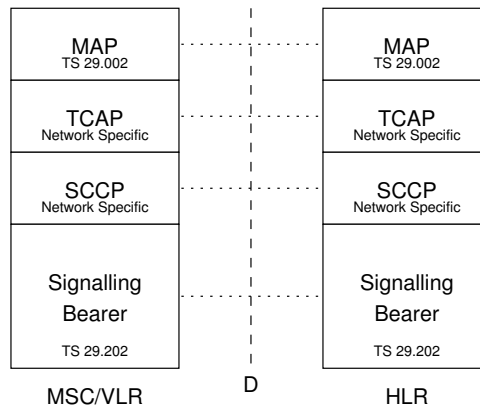 MAP
TS 29.002
TCAP
Network Specific
SCCP
Network Specific
Signalling
Bearer
TS 29.202
MSC/VLR
D
MAP
TS 29.002
TCAP
Network Specific
SCCP
Network Specific
Signalling
Bearer
TS 29.202
HLR